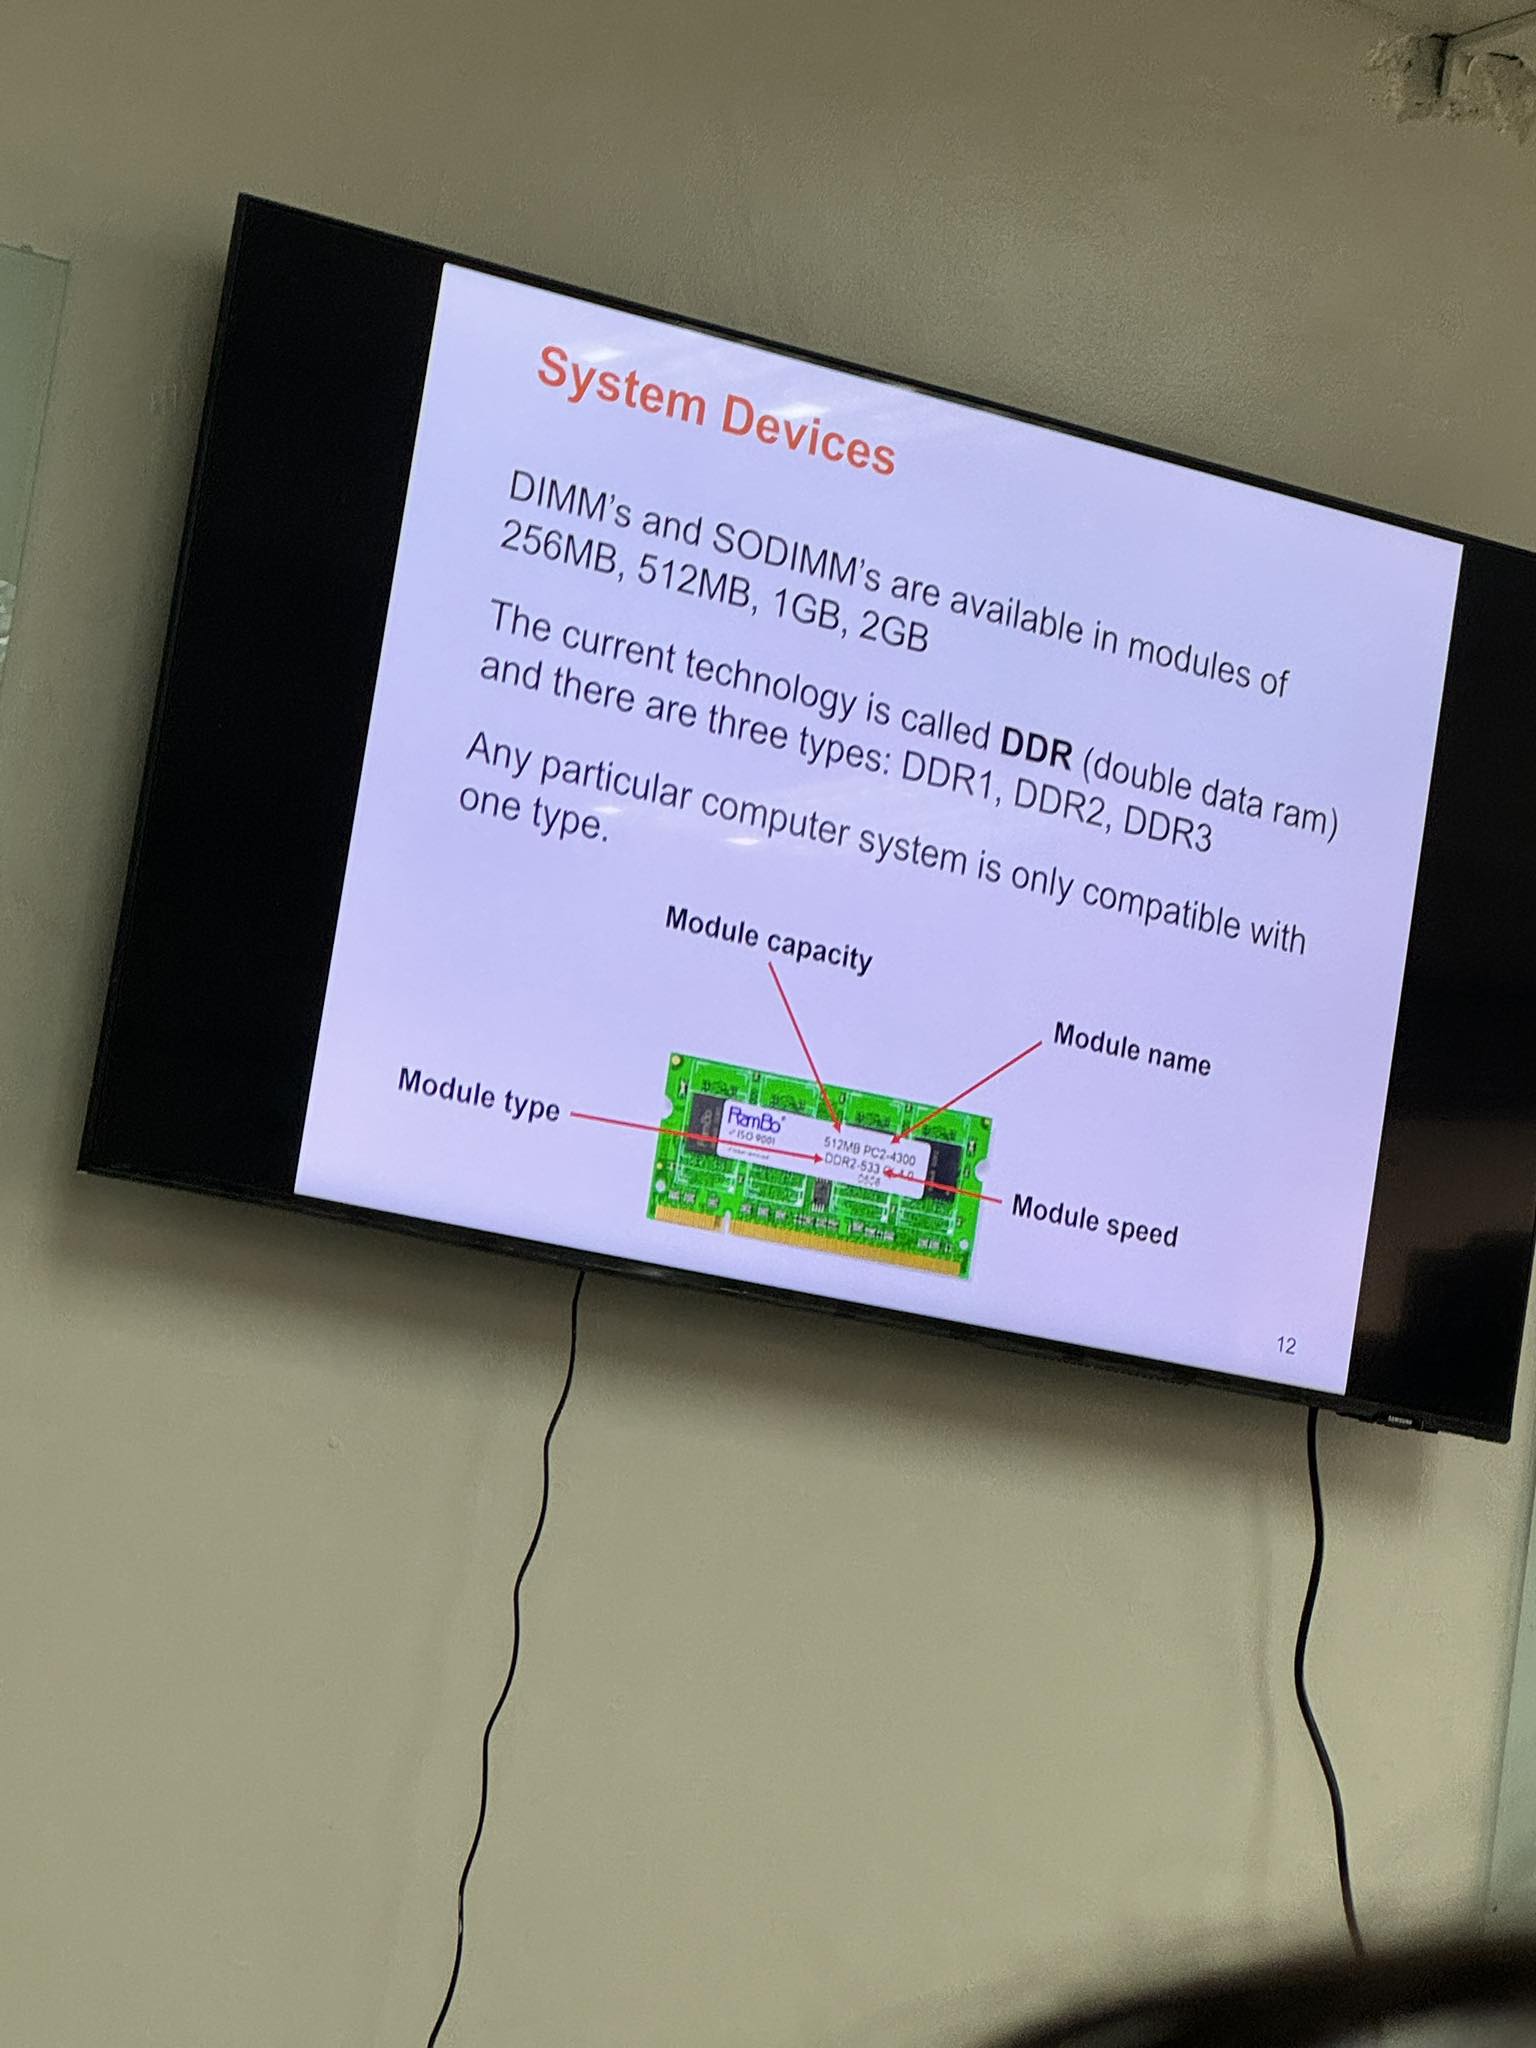 System Devices
DIMM's and SODIMM's are available in modules of
256MB, 512MB, 1GB, 2GB
The current technology is called DDR (double data ram)
and there are three types: DDR1, DDR2, DDR3
Any particular computer system is only compatible with
one type.
Module capacity
Module name
Module type
RamBo
ISO 9001
512MB PC2-4300
DDR2-533
Module speed
12
SAMSUNG